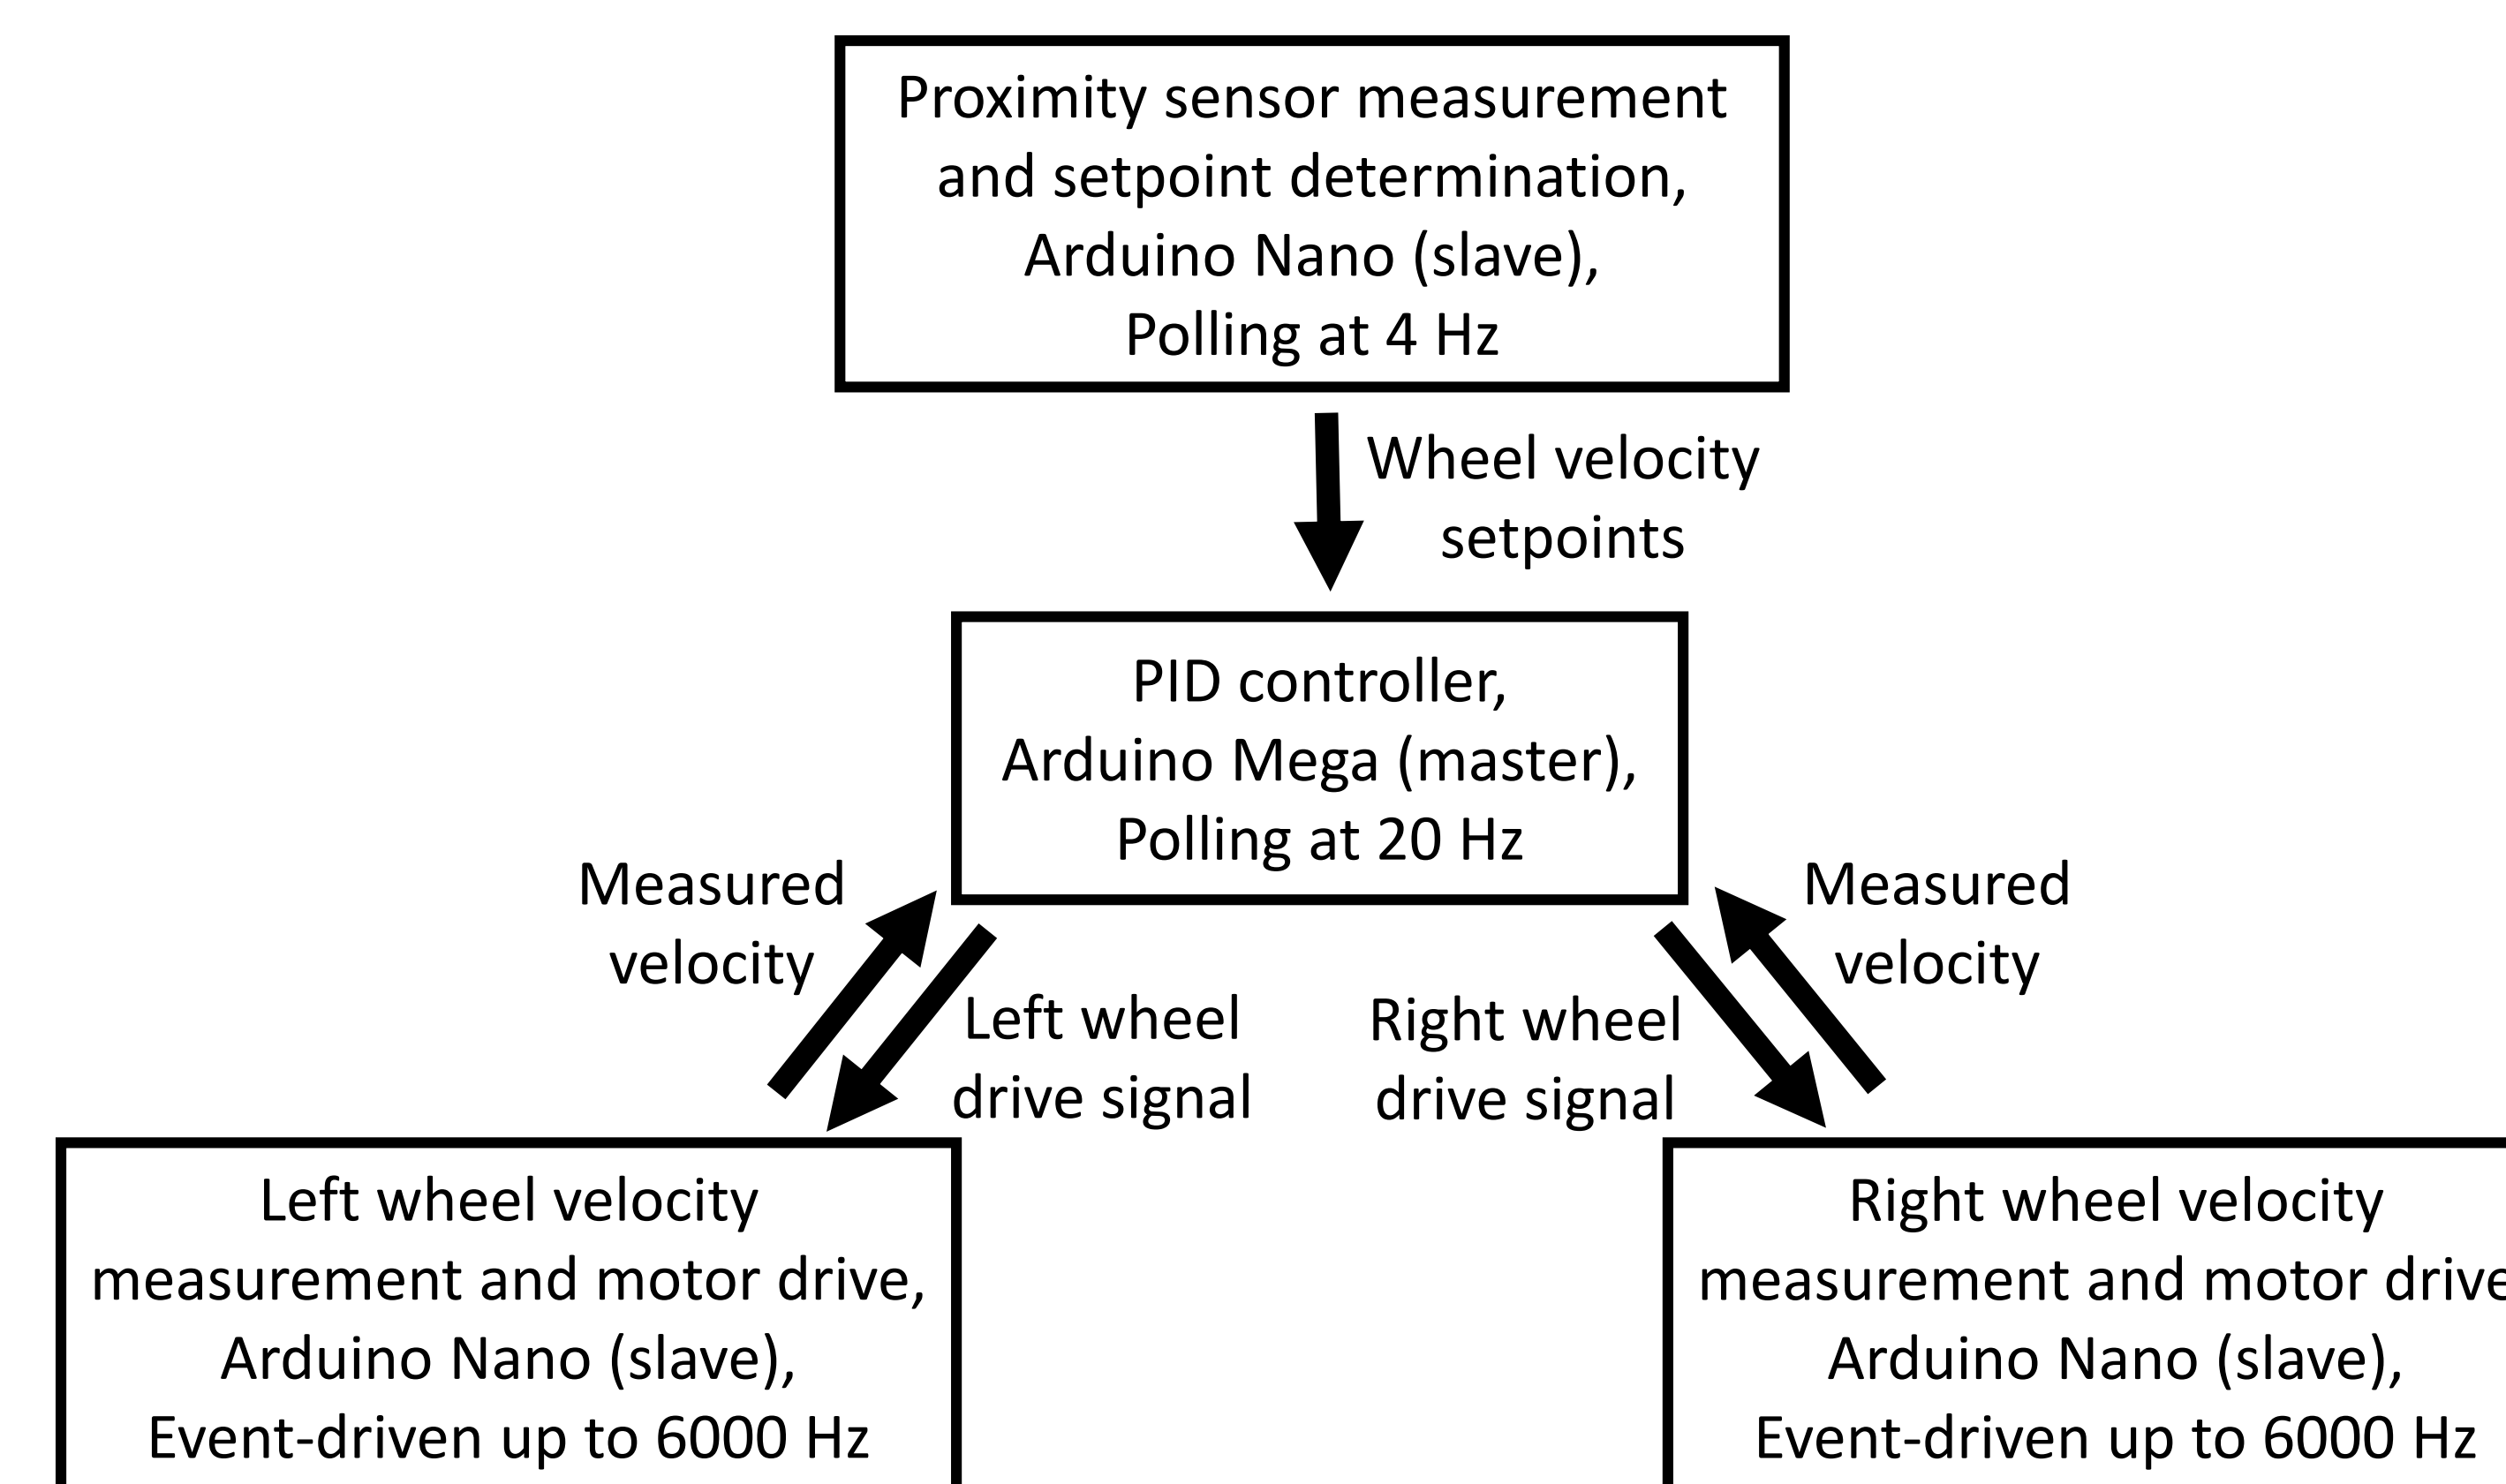 Proximity sensor measurement
and setpoint determination,
Arduino Nano (slave),
Polling at 4 Hz
Wheel velocity
setpoints
PID controller,
Arduino Mega (master),
Polling at 20 Hz
Measured
velocity
Measured
velocity
Left wheel
drive signal
Right wheel
drive signal
Left wheel velocity
measurement and motor drive,
Arduino Nano (slave),
Event-driven up to 6000 Hz
Right wheel velocity
measurement and motor drive
Arduino Nano (slave),
Event-driven up to 6000 Hz